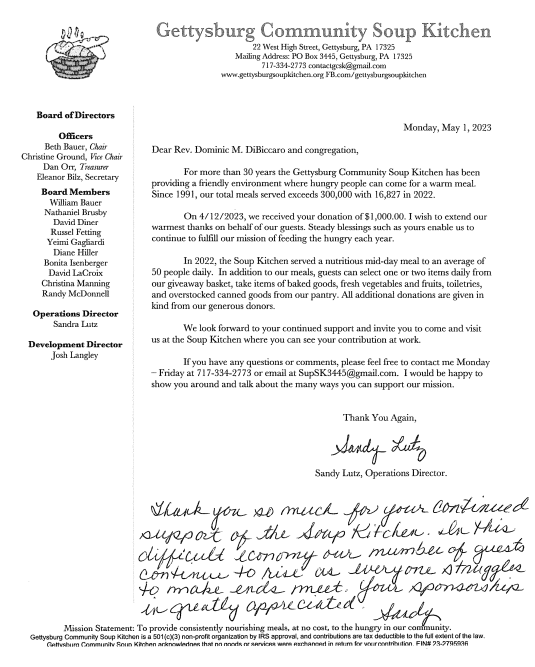 Gettysburg Community Soup Kitchen
22 West High Street, Gettysburg, PA 17325
Mailing Address: PO Box 3445, Gettysburg, PA 17325
717-334-2773 contactgcsk@gmail.com
www.gettysburgsoupkitchen.org FB.com/gettysburgsoupkitchen
Board of Directors
Officers
Beth Bauer, Chair
Christine Ground, Vice Chair
Dan Orr, Treasurer
Eleanor Bilz, Secretary
Board Members
William Bauer
Nathaniel Brusby
David Diner
Russel Fetting
Yeimi Gagliardi
Diane Hiller
Bonita Isenberger
David LaCroix
Christina Manning
Randy McDonnell
Operations Director
Sandra Lutz
Development Director
Josh Langley
Monday, May 1, 2023
Dear Rev. Dominic M. DiBiccaro and congregation,
For more than 30 years the Gettysburg Community Soup Kitchen has been
providing a friendly environment where hungry people can come for a warm meal.
Since 1991, our total meals served exceeds 300,000 with 16,827 in 2022.
On 4/12/2023, we received your donation of $1,000.00. I wish to extend our
warmest thanks on behalf of our guests. Steady blessings such as yours enable us to
continue to fulfill our mission of feeding the hungry each year.
In 2022, the Soup Kitchen served a nutritious mid-day meal to an average of
50 people daily. In addition to our meals, guests can select one or two items daily from
our giveaway basket, take items of baked goods, fresh vegetables and fruits, toiletries,
and overstocked canned goods from our pantry. All additional donations are given in
kind from our generous donors.
We look forward to your continued support and invite you to come and visit
us at the Soup Kitchen where you can see your contribution at work.
If you have any questions or comments, please feel free to contact me Monday
– Friday at 717-334-2773 or email at SupSK3445@gmail.com. I would be happy to
show you around and talk about the many ways you can support our mission.
Thank You Again,
Sandy Lutz
Sandy Lutz, Operations Director.
Thank you so much for your continued
support of the Soup Kitchen. In this
difficult economy our number of guests
continue to rise as everyone struggles
to make ends meet. Your sponsorship
in greatly appreciated.
Sandy
Mission Statement: To provide consistently nourishing meals, at no cost, to the hungry in our community.
Gettysburg Community Soup Kitchen is a 501(c)(3) non-profit organization by IRS approval, and contributions are tax deductible to the full extent of the law.
Gettysburg Community Soup Kitchen acknowledges that no goods or services were exchanged in return for your contribution. EIN# 23-2795936